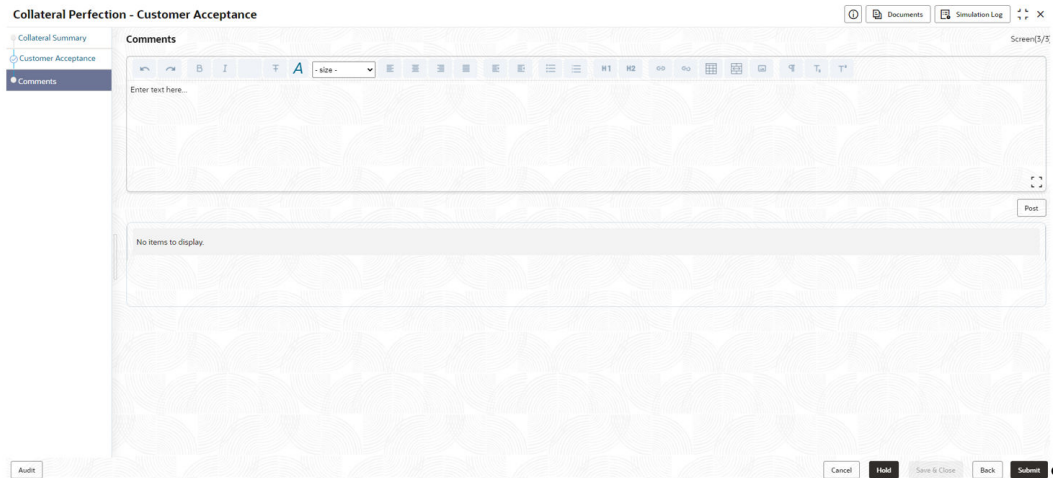 Collateral Perfection - Customer Acceptance
Documents
Simulation Log
Collateral Summary
Customer Acceptance
Comments
Comments
Screen(3/3)
B I T A - size - H1 H2
Enter text here...
Post
No items to display.
Audit
Cancel
Hold
Save & Close
Back
Submit